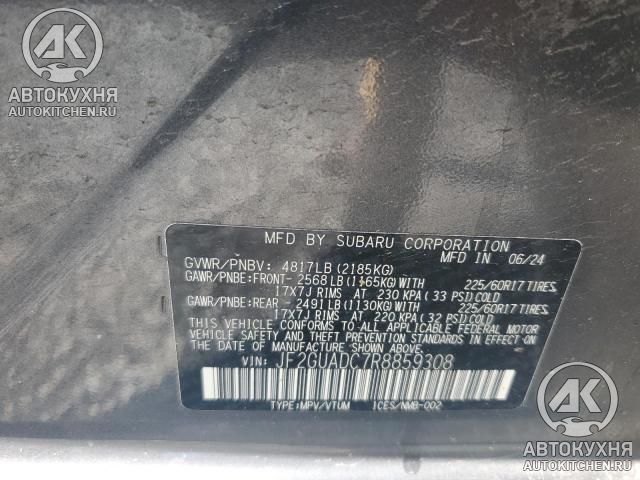 AK
АВТОКУХНЯ
AVTOKITCHEN.RU
MFD BY SUBARU CORPORATION
GVWR/PNBV: 4817LB(2185KG) MFD IN 06/24
GAWR/PNBE:FRONT- 2568LB(1165KG)WITH 225/60R17 TIRES,
17X7J RIMS AT 230 KPA(33 PSI)COLD
GAWR/PNBE:REAR - 2491LB(1130KG)WITH 225/60R17 TIRES,
17X7J RIMS AT 220 KPA(32 PSI)COLD
THIS VEHICLE CONFORMS TO ALL APPLICABLE FEDERAL MOTOR
VEHICLE SAFETY AND THEFT PREVENTION STANDARDS IN EFFECT ON
THE DATE OF MANUFACTURE SHOWN ABOVE.
VIN: JF2GUADC7R8859308
TYPE:MPV/VTUM ICES/NMB-002
AK
АВТОКУХНЯ
AVTOKITCHEN.RU